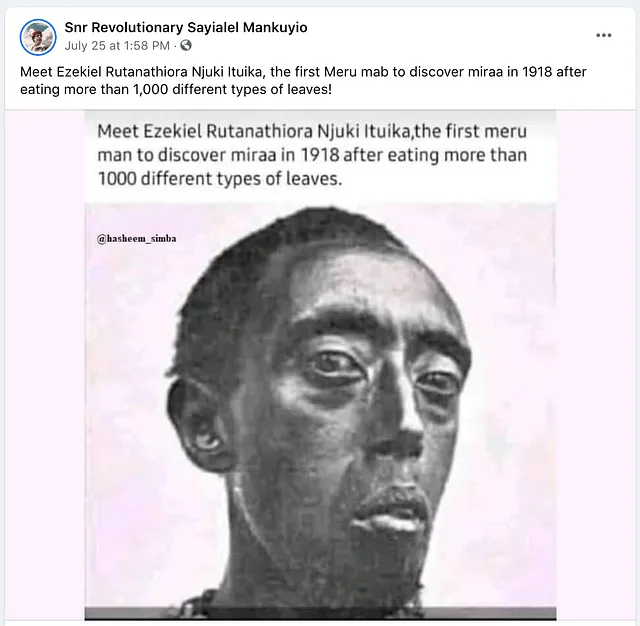 Snr Revolutionary Sayialel Mankuyio
July 25 at 1:58 PM ·
Meet Ezekiel Rutanathiora Njuki Ituika, the first Meru mab to discover miraa in 1918 after
eating more than 1,000 different types of leaves!
Meet Ezekiel Rutanathiora Njuki Ituika,the first meru
man to discover miraa in 1918 after eating more than
1000 different types of leaves.
@hasheem_simba